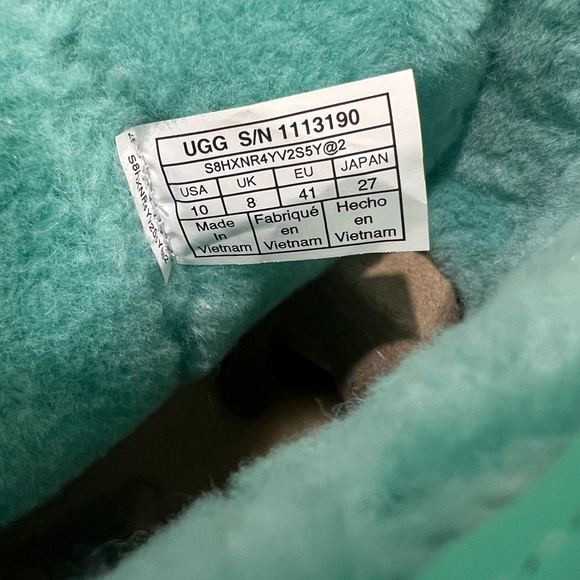 UGG S/N 1113190
S8HXNR4YV2S5Y@2
USA UK EU JAPAN
10 8 41 27
Made In Vietnam
Fabriqué en Vietnam
Hecho en Vietnam